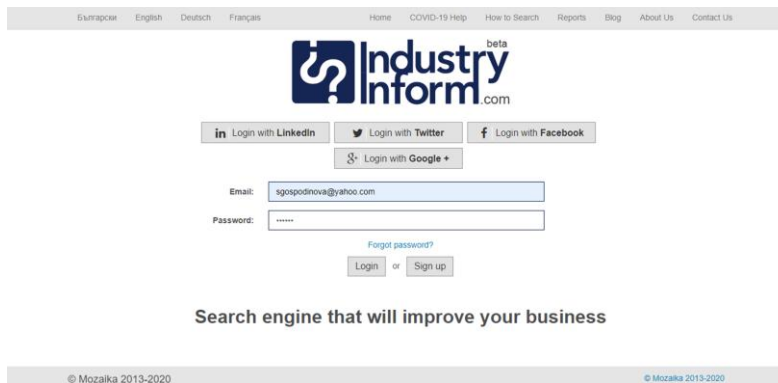 Български English Deutsch Français Home COVID-19 Help How to Search Reports Blog About Us Contact Us
beta
Industry
Inform.com
in Login with LinkedIn Login with Twitter f Login with Facebook
g+ Login with Google +
Email: sgospodinova@yahoo.com
Password: ••••••
Forgot password?
Login or Sign up
Search engine that will improve your business
© Mozaika 2013-2020 © Mozaika 2013-2020